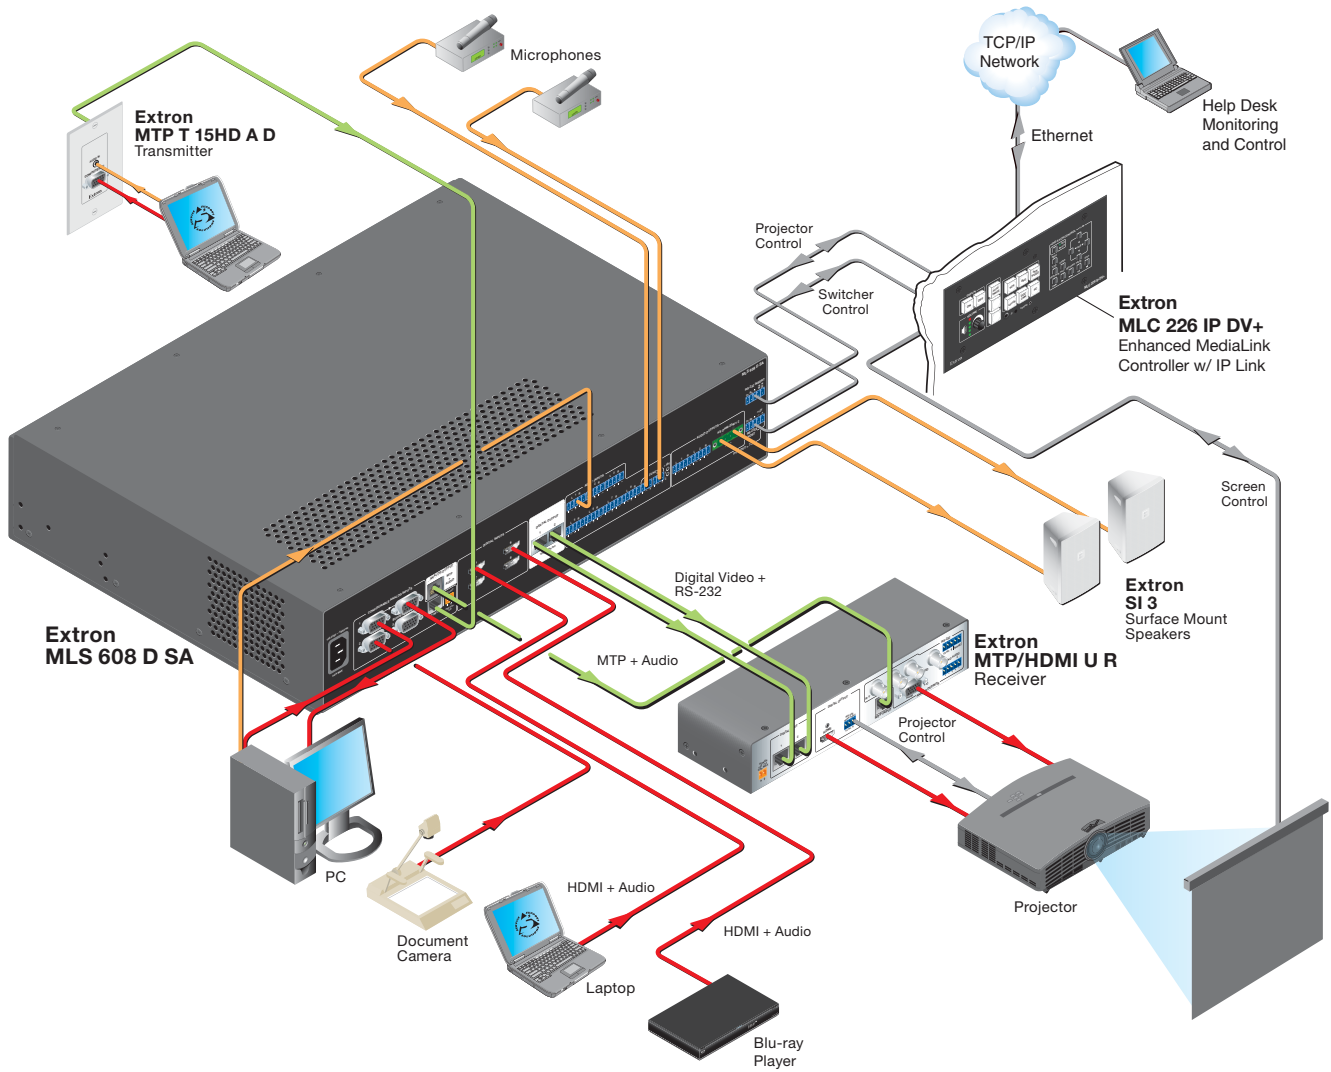 Microphones
TCP/IP
Network
Help Desk
Monitoring
and Control
Extron
MTP T 15HD A D
Transmitter
Ethernet
Projector
Control
Switcher
Control
Extron
MLC 226 IP DV+
Enhanced MediaLink
Controller w/ IP Link
Screen
Control
Digital Video +
RS-232
Extron
SI 3
Surface Mount
Speakers
Extron
MLS 608 D SA
MTP + Audio
Extron
MTP/HDMI U R
Receiver
Projector
Control
PC
HDMI + Audio
Projector
HDMI + Audio
Document
Camera
Laptop
Blu-ray
Player